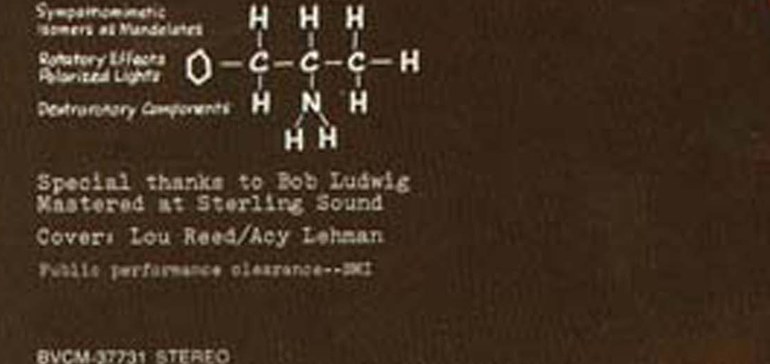 Sympathomimetic
isomers as Mandelates
Rotatory Effects
Polarized Lights
Dextrorotory Components
H H H
O-C-C-C-H
H N H
H H
Special thanks to Bob Ludwig
Mastered at Sterling Sound
Cover: Lou Reed/Acy Lehman
Public performance clearance--BMI
BVCM-37731 STEREO